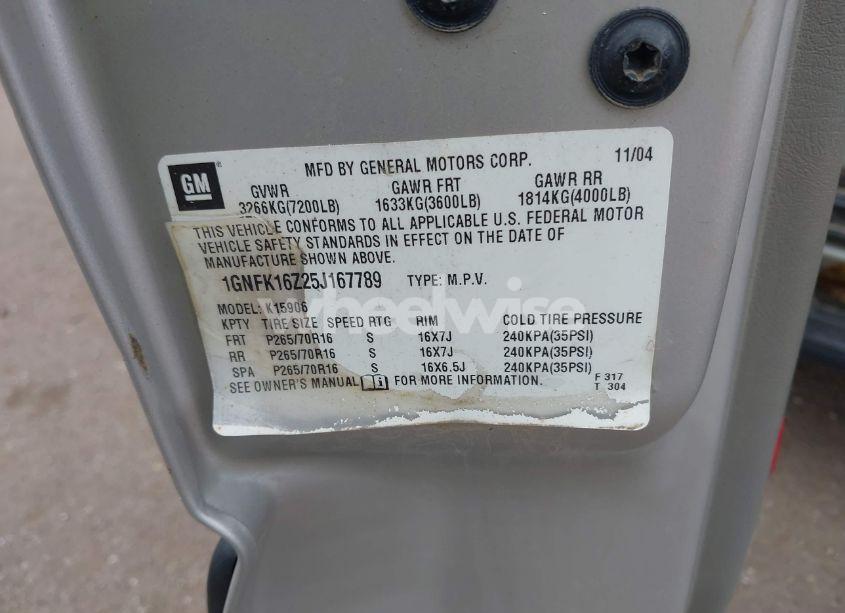 GM
MFD BY GENERAL MOTORS CORP. 11/04
GVWR GAWR FRT GAWR RR
3266KG(7200LB) 1633KG(3600LB) 1814KG(4000LB)
THIS VEHICLE CONFORMS TO ALL APPLICABLE U.S. FEDERAL MOTOR
VEHICLE SAFETY STANDARDS IN EFFECT ON THE DATE OF
MANUFACTURE SHOWN ABOVE.
1GNFK16Z25J167789 TYPE: M.P.V.
MODEL: K15906
wheelwise
KPTY TIRE SIZE SPEED RTG RIM COLD TIRE PRESSURE
FRT P265/70R16 S 16X7J 240KPA(35PSI)
RR P265/70R16 S 16X7J 240KPA(35PSI)
SPA P265/70R16 S 16X6.5J 240KPA(35PSI)
SEE OWNER'S MANUAL FOR MORE INFORMATION. F 317
T 304